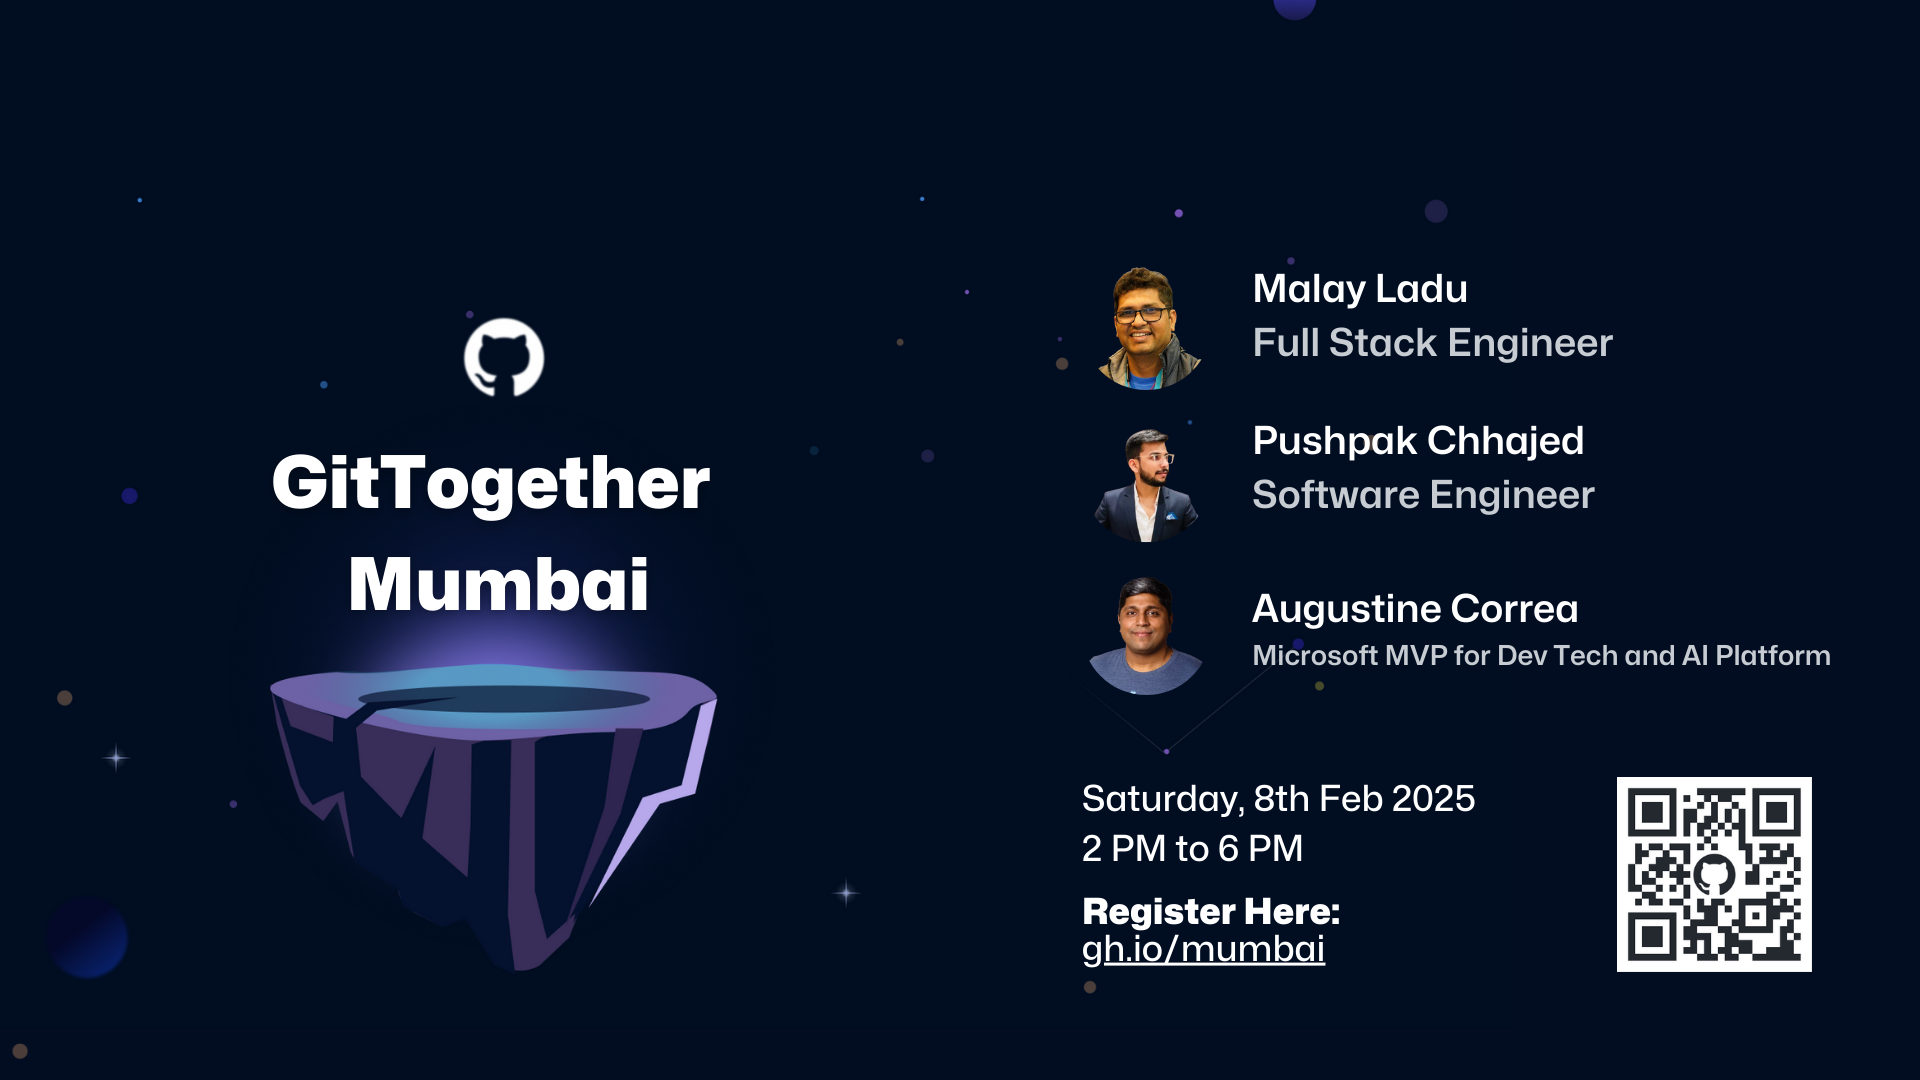 GitTogether
Mumbai
Malay Ladu
Full Stack Engineer
Pushpak Chhajed
Software Engineer
Augustine Correa
Microsoft MVP for Dev Tech and AI Platform
Saturday, 8th Feb 2025
2 PM to 6 PM
Register Here:
gh.io/mumbai